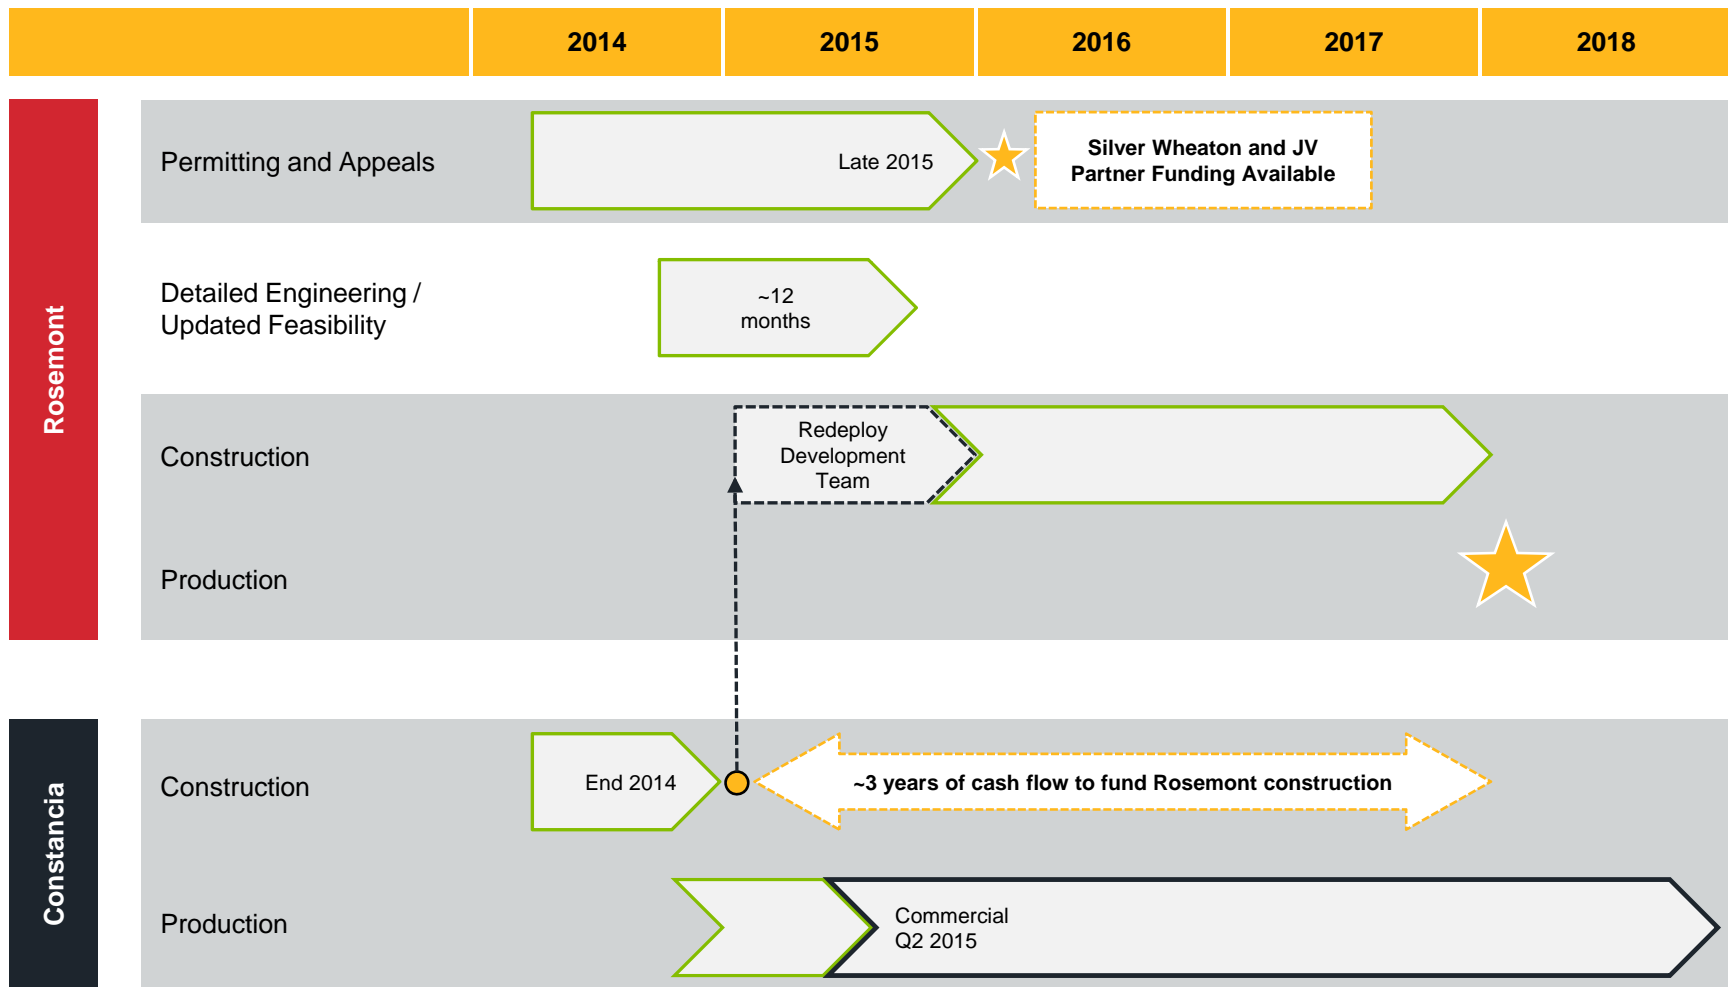 2014
2015
2016
2017
2018
Rosemont
Permitting and Appeals
Late 2015
Silver Wheaton and JV
Partner Funding Available
Detailed Engineering /
Updated Feasibility
~12
months
Construction
Redeploy
Development
Team
Production
Constancia
Construction
End 2014
~3 years of cash flow to fund Rosemont construction
Production
Commercial
Q2 2015